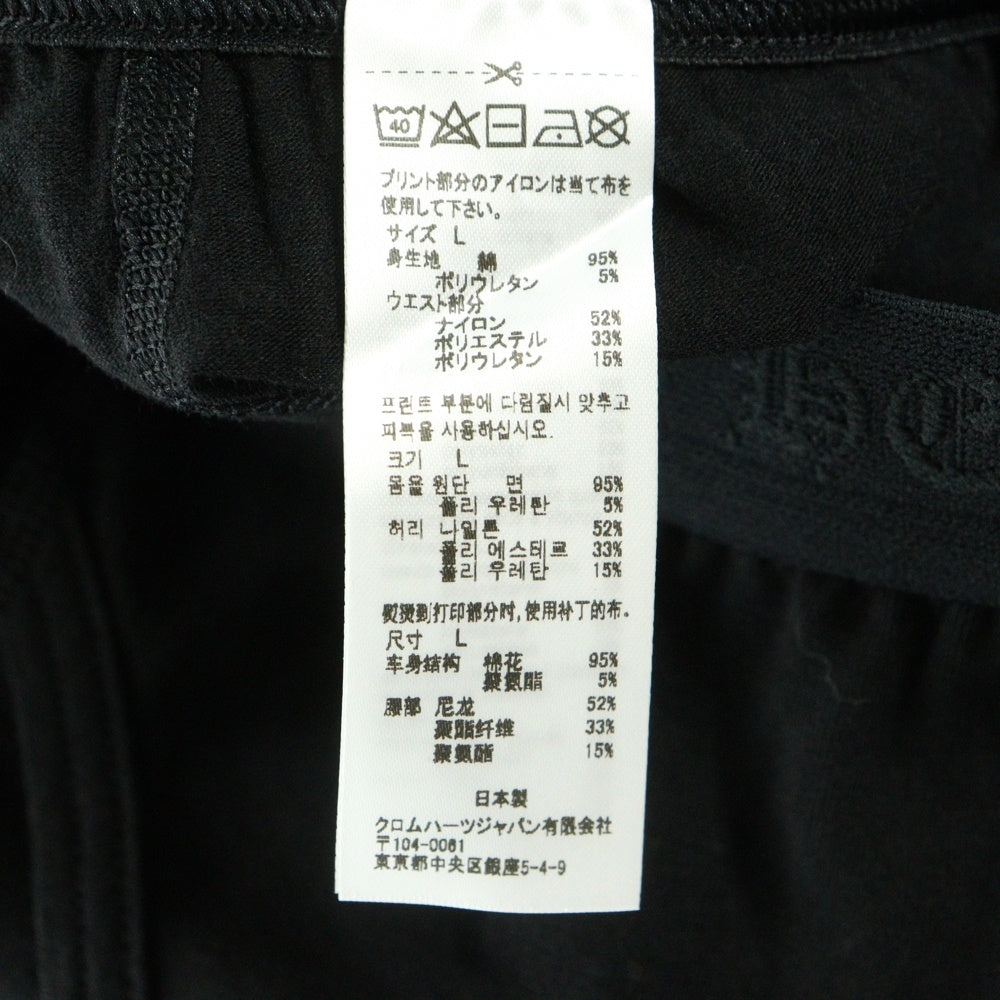 40
プリント部分のアイロンは当て布を
使用して下さい。
サイズ L
身生地 綿 95%
ポリウレタン 5%
ウエスト部分
ナイロン 52%
ポリエステル 33%
ポリウレタン 15%
프린트 부분에 다림질시 맞추고
피복을 사용하십시오.
크기 L
몸을 원단 면 95%
폴리 우레탄 5%
허리 나일론 52%
폴리 에스테르 33%
폴리 우레탄 15%
熨烫到打印部分时,使用补丁的布。
尺寸 L
车身结构 棉花 95%
聚氨酯 5%
腰部 尼龙 52%
聚酯纤维 33%
聚氨酯 15%
日本製
クロムハーツジャパン有限会社
〒104-0061
東京都中央区銀座5-4-9